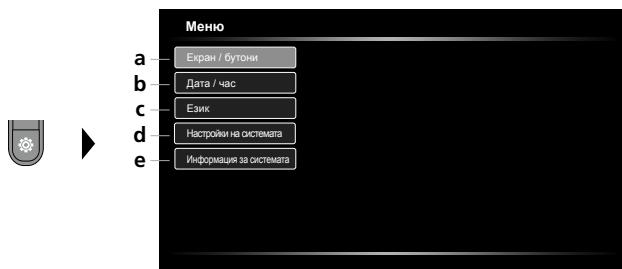 Меню
a Екран / бутони
b Дата / час
c Език
d Настройки на системата
e Информация за системата